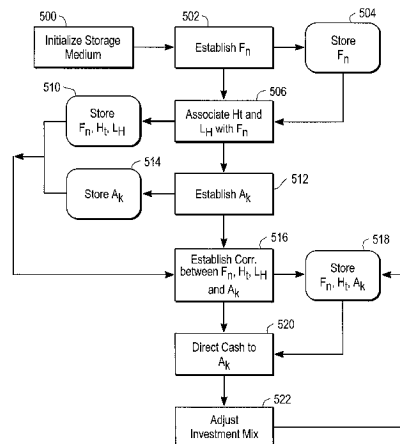 500
Initialize Storage
Medium
502
Establish Fn
504
Store
Fn
510
Store
Fn, Ht, LH
506
Associate Ht and
LH with Fn
514
Store Ak
512
Establish Ak
516
Establish Corr.
between Fn, Ht, LH
and Ak
518
Store
Fn, Ht, Ak
520
Direct Cash to
Ak
522
Adjust
Investment Mix